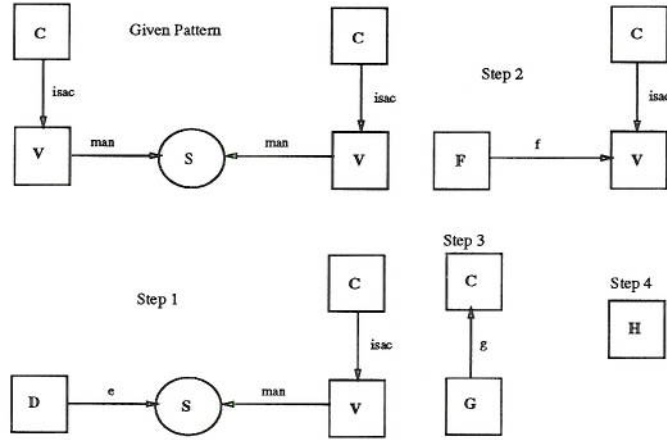 C
Given Pattern
C
isac
isac
V
man
S
man
V
Step 2
C
isac
F
f
V
Step 1
C
isac
D
e
S
man
V
Step 3
C
g
G
Step 4
H